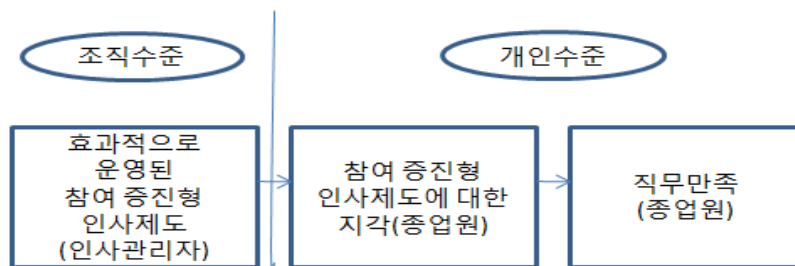 조직수준
개인수준
효과적으로
운영된
참여 증진형
인사제도
(인사관리자)
참여 증진형
인사제도에 대한
지각(종업원)
직무만족
(종업원)